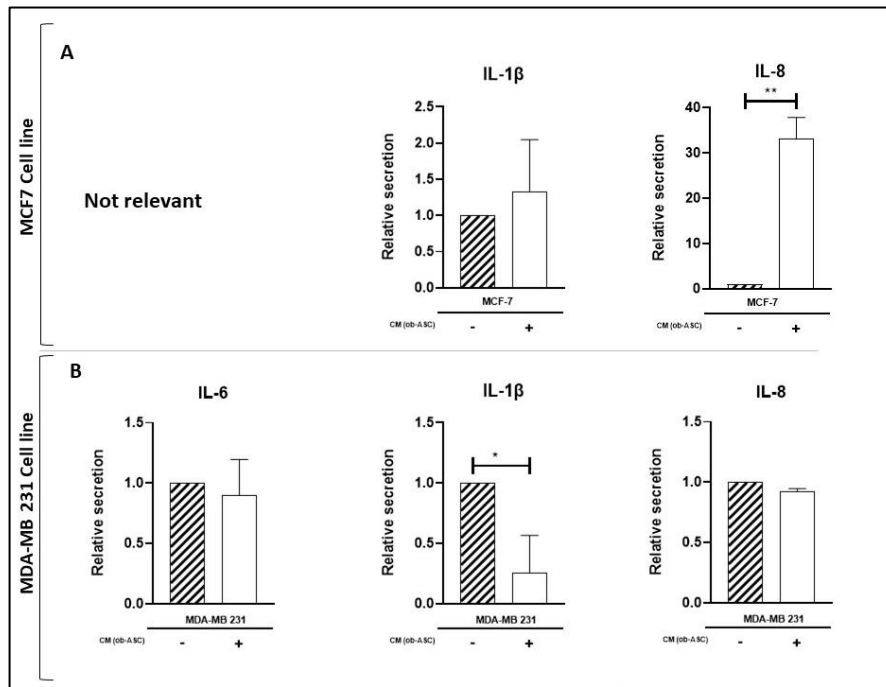 MCF7 Cell line
A
Not relevant
IL-1β
Relative secretion
2.5
2.0
1.5
1.0
0.5
0.0
MCF-7
CM (ob-ASC)
-
+
IL-8
**
Relative secretion
40
30
20
10
0
MCF-7
CM (ob-ASC)
-
+
MDA-MB 231 Cell line
B
IL-6
Relative secretion
1.5
1.0
0.5
0.0
MDA-MB 231
CM (ob-ASC)
-
+
IL-1β
*
Relative secretion
1.5
1.0
0.5
0.0
MDA-MB 231
CM (ob-ASC)
-
+
IL-8
Relative secretion
1.5
1.0
0.5
0.0
MDA-MB 231
CM (ob-ASC)
-
+